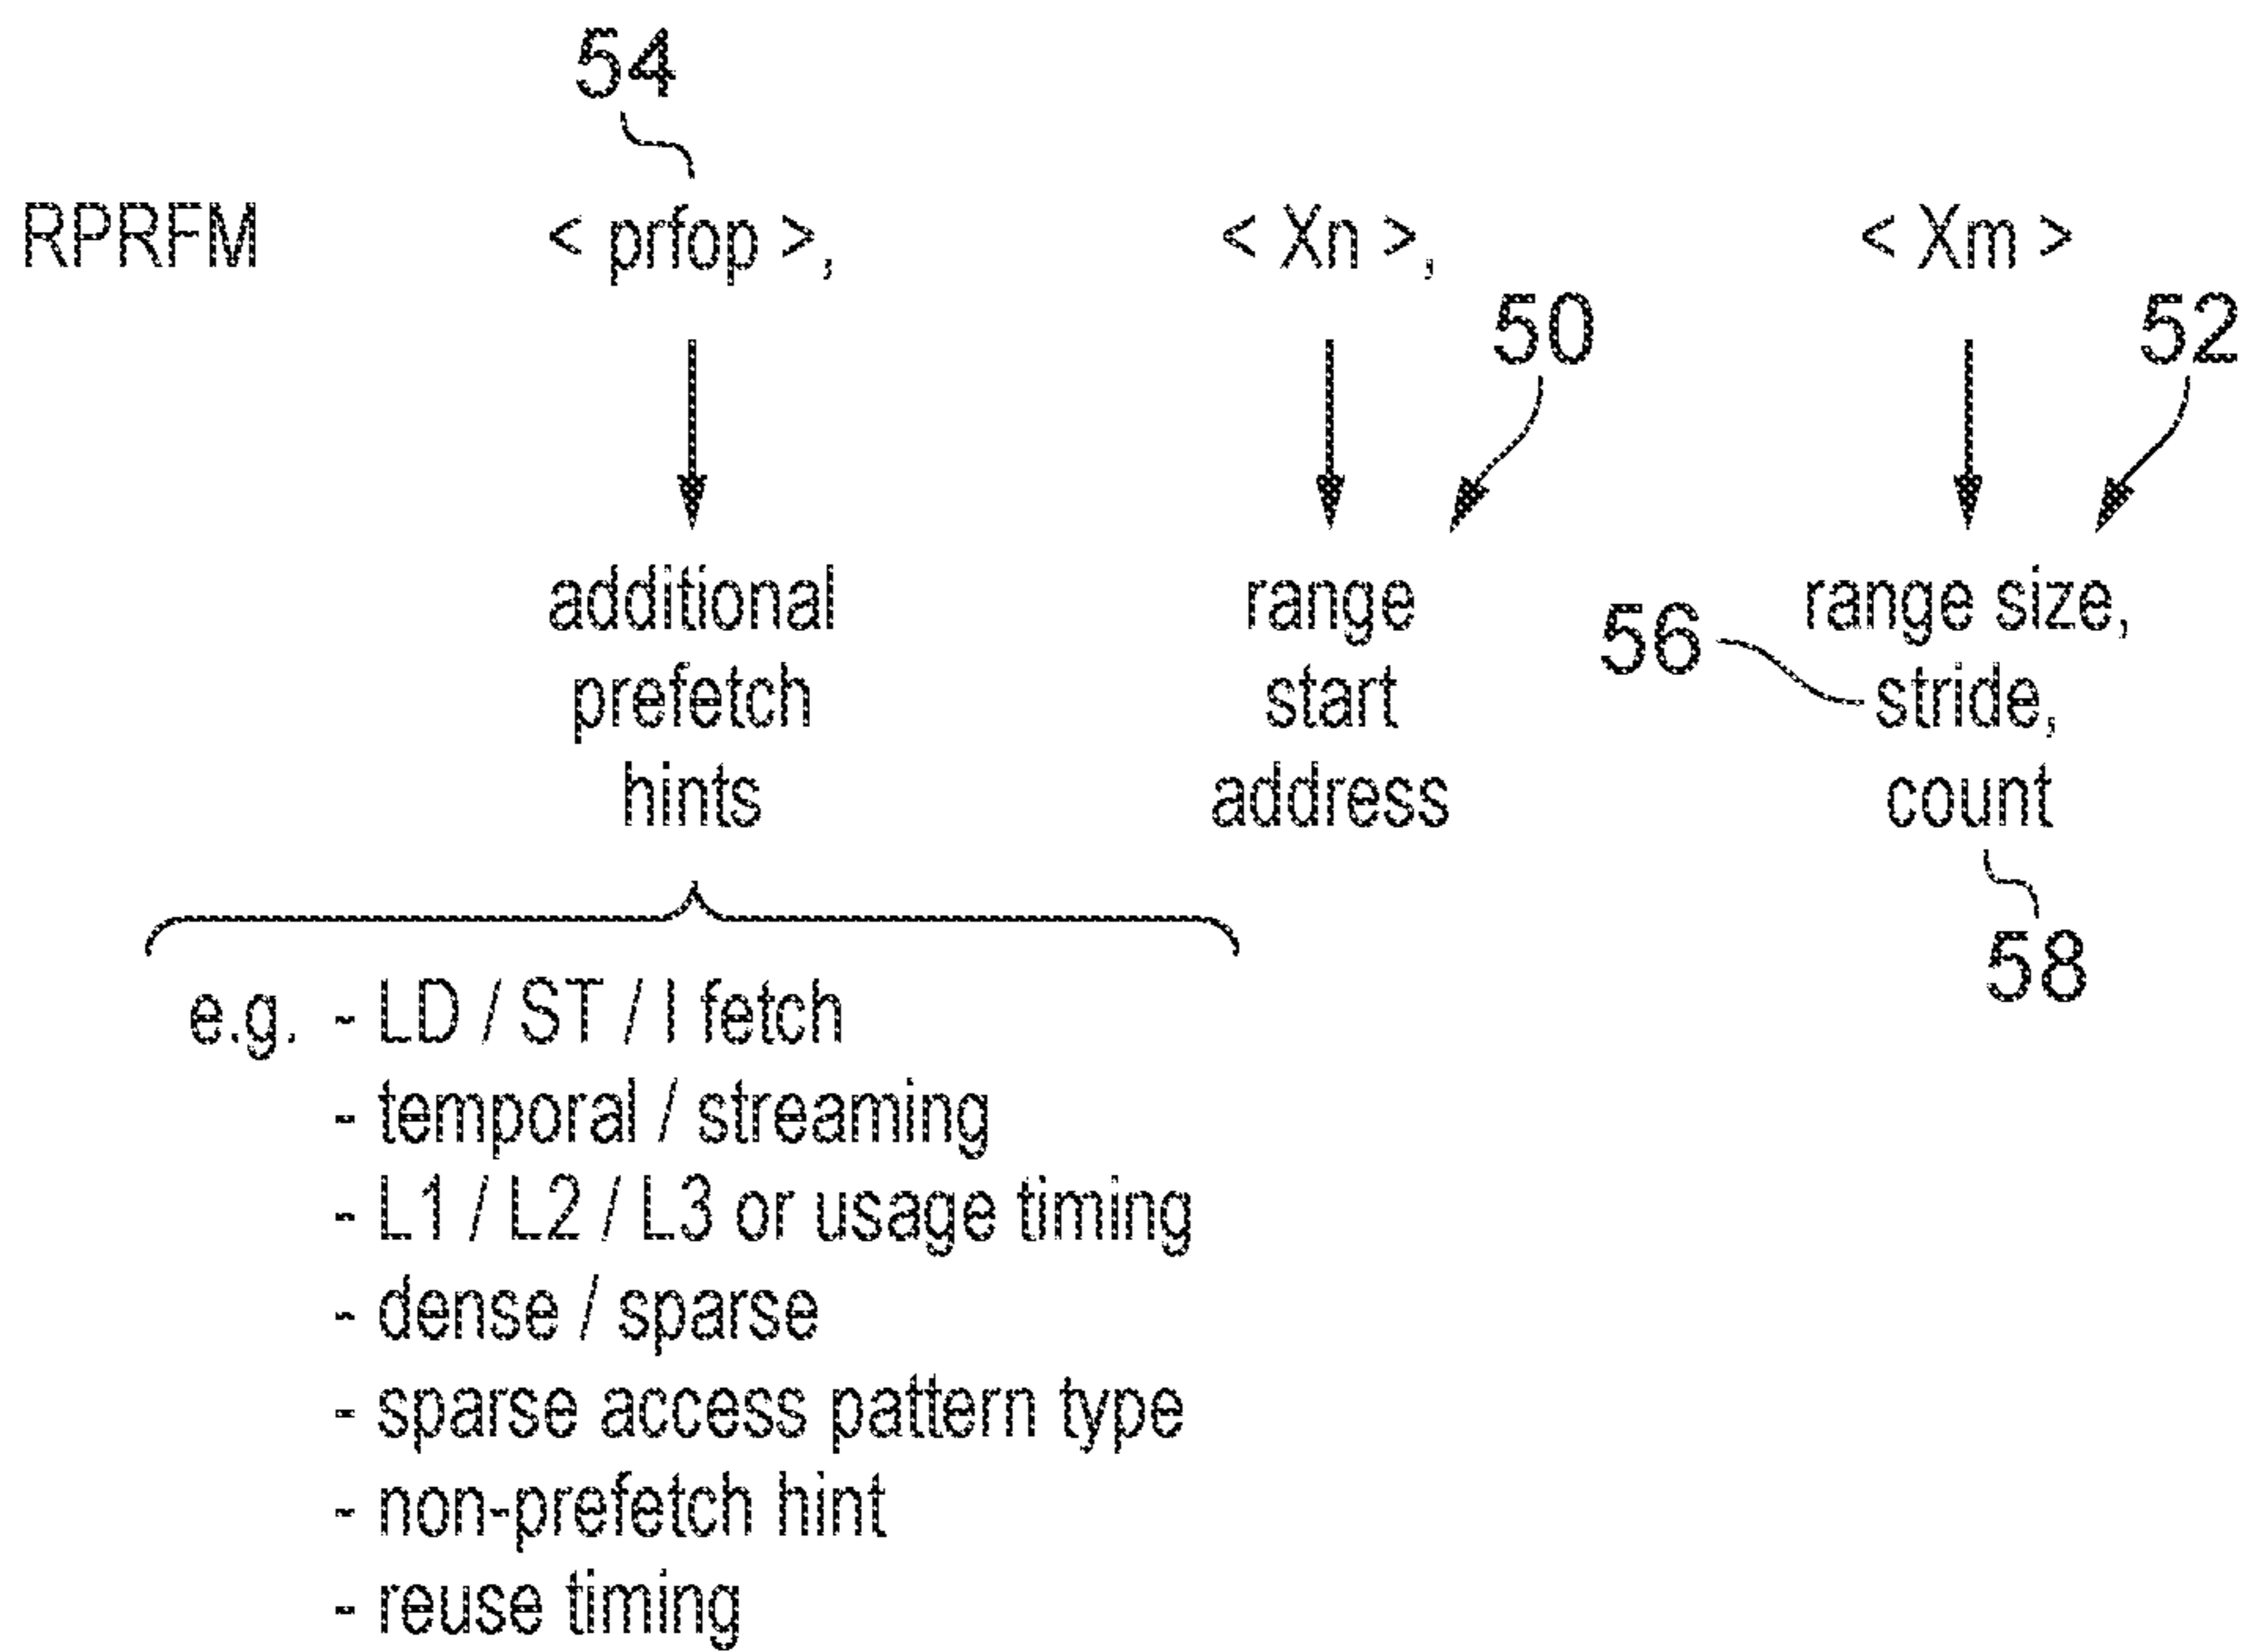 54
RPRFM < prfop >, < Xn >, < Xm >
50
52
additional
prefetch
hints
range
start
address
56
range size,
stride,
count
58
e.g. - LD / ST / I fetch
- temporal / streaming
- L1 / L2 / L3 or usage timing
- dense / sparse
- sparse access pattern type
- non-prefetch hint
- reuse timing